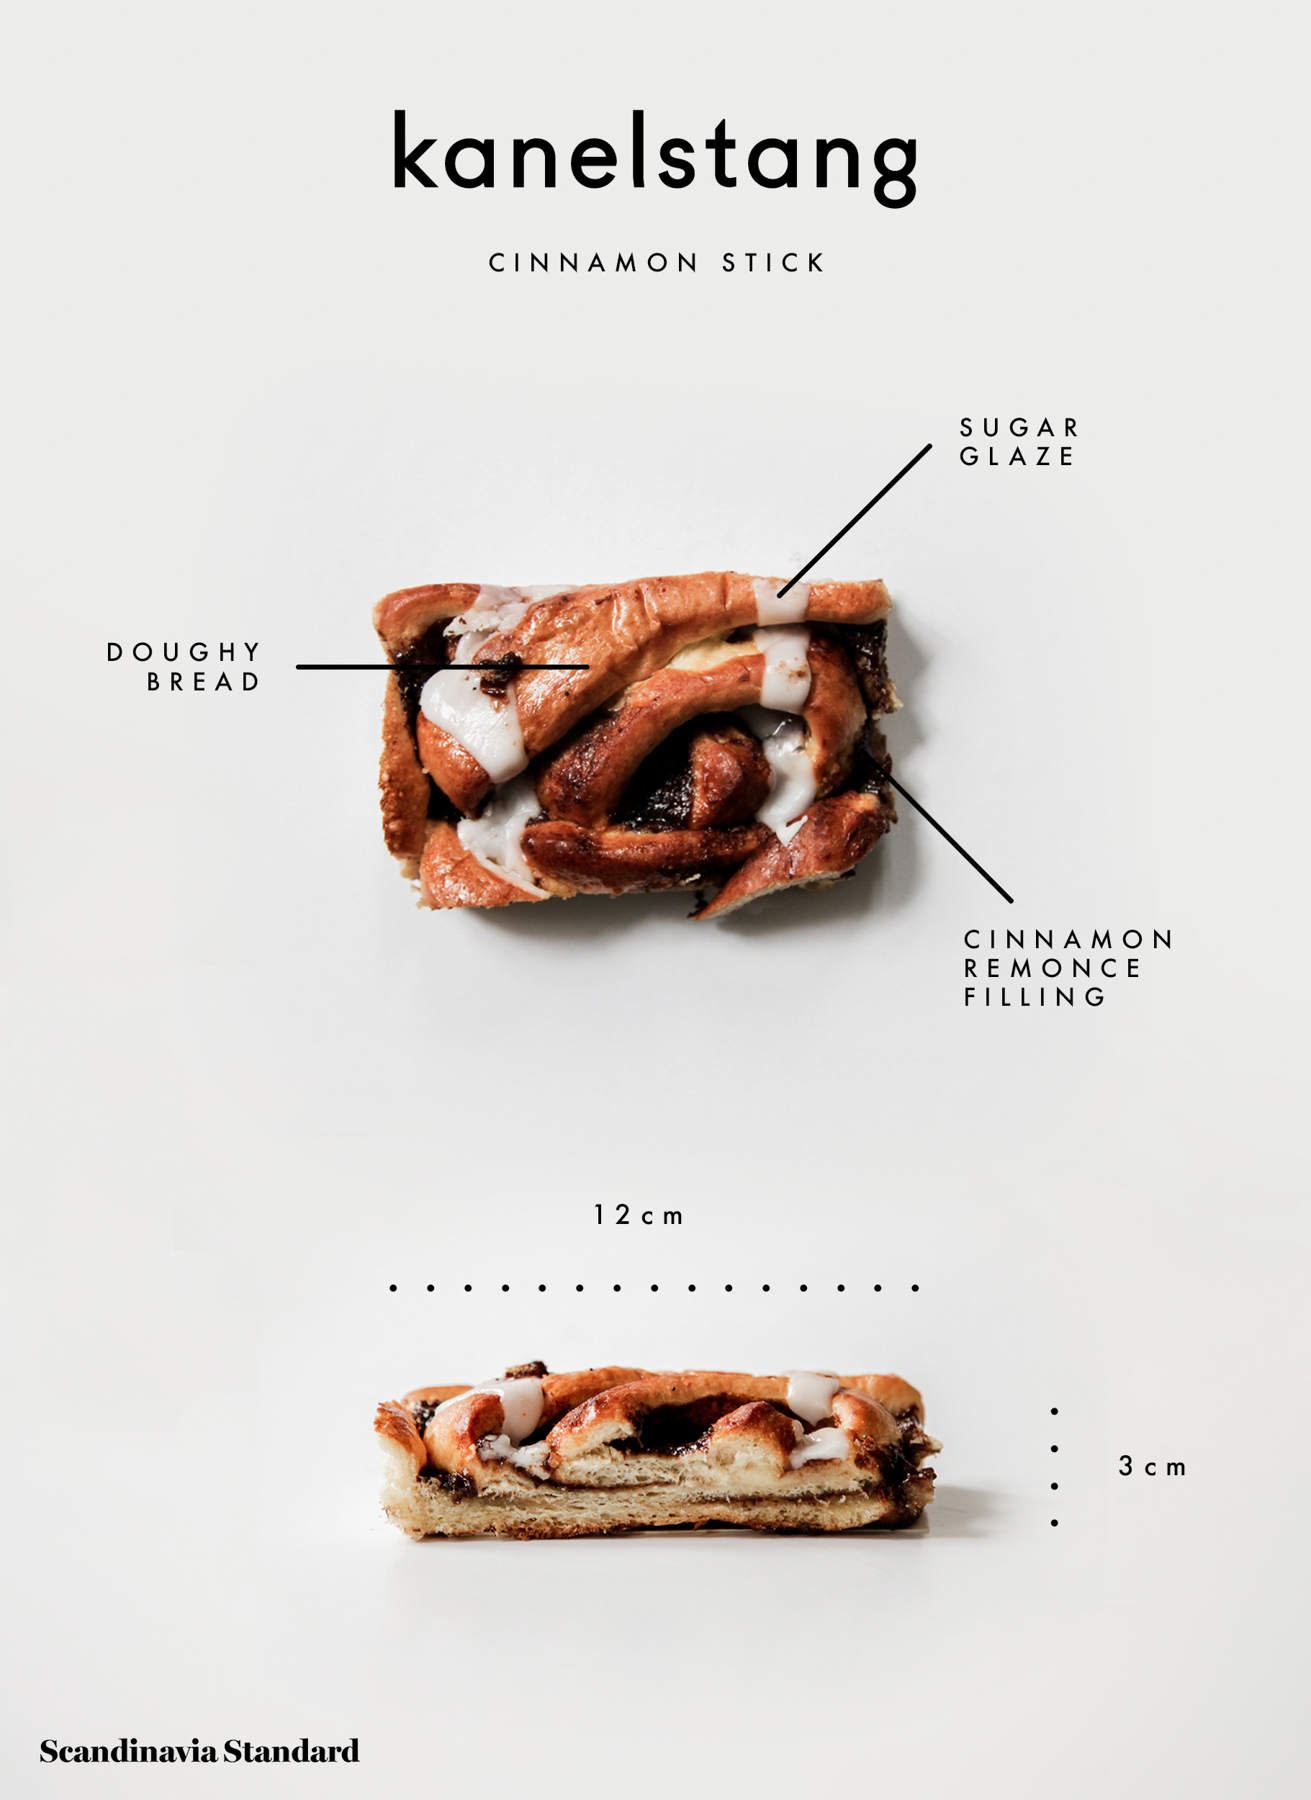 kanelstang
CINNAMON STICK
SUGAR
GLAZE
DOUGHY
BREAD
CINNAMON
REMONCE
FILLING
12cm
3cm
Scandinavia Standard